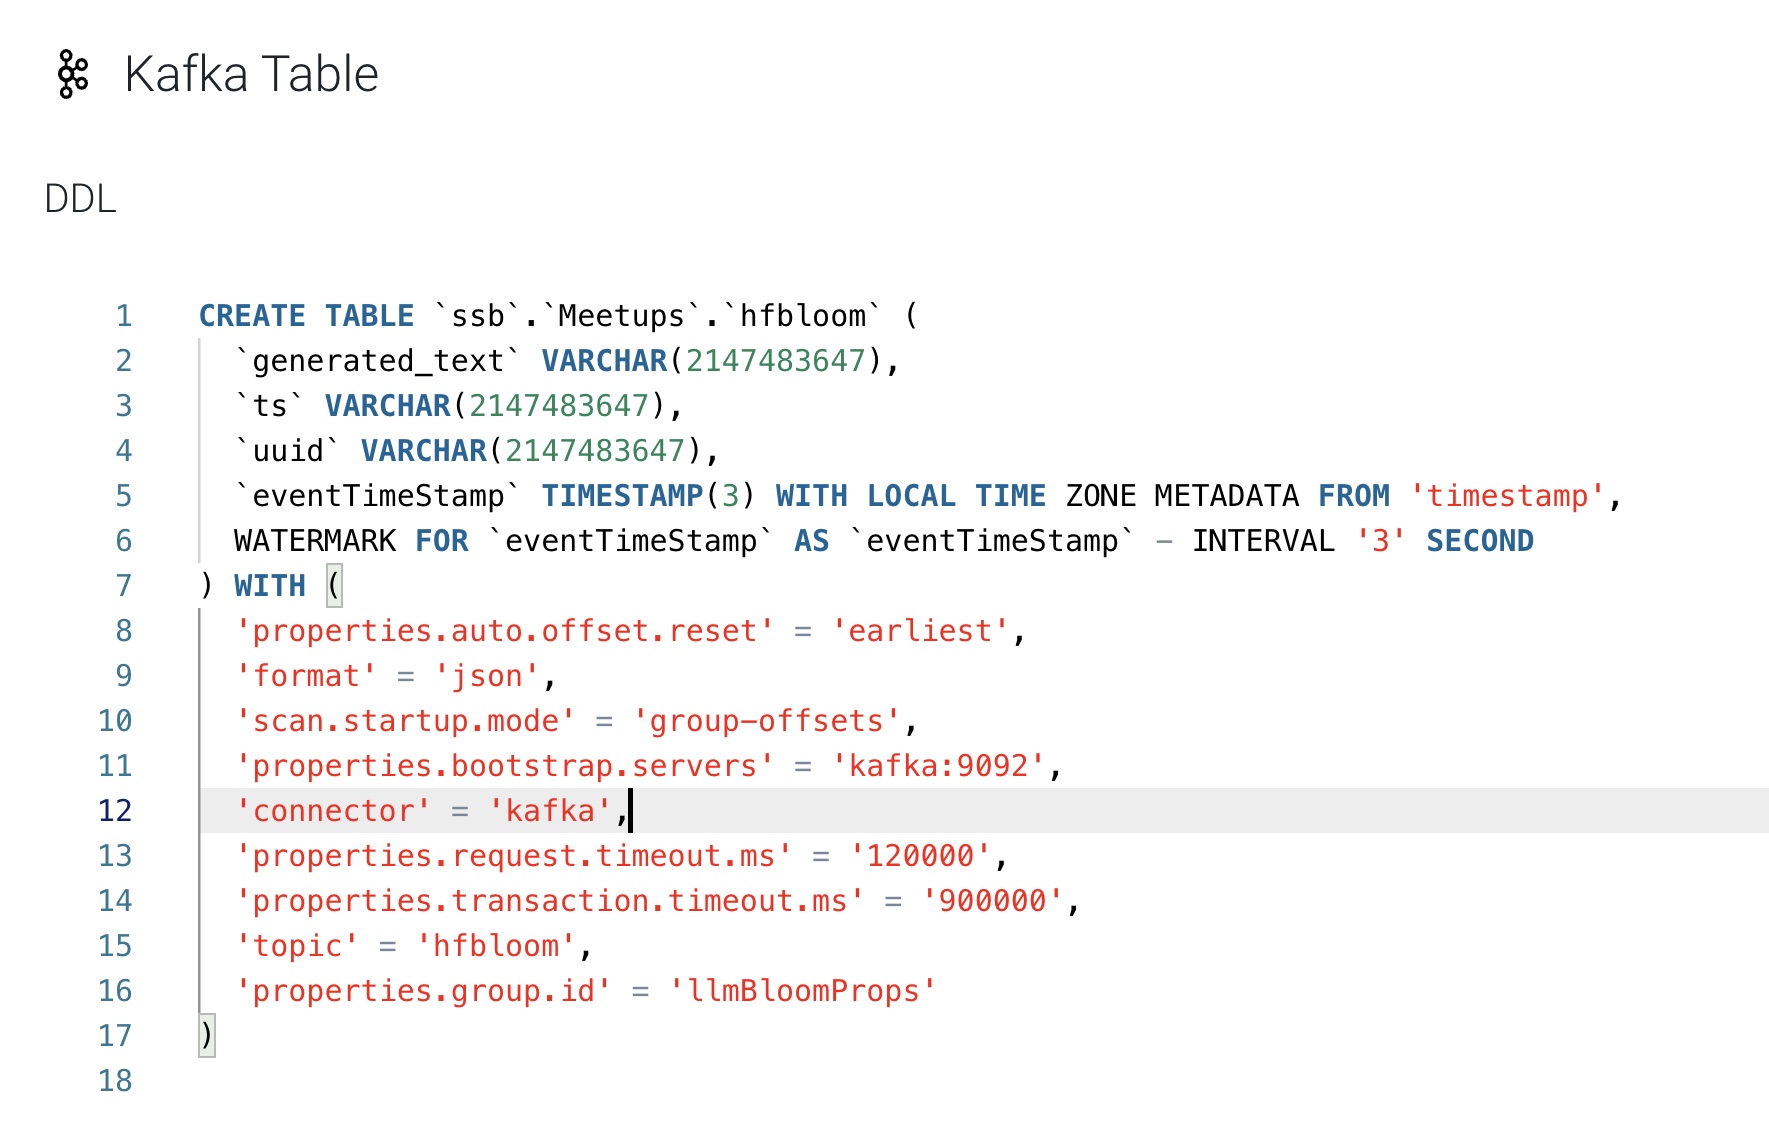 Kafka Table
DDL
1 CREATE TABLE `ssb`.`Meetups`.`hfbloom` (
2 `generated_text` VARCHAR(2147483647),
3 `ts` VARCHAR(2147483647),
4 `uuid` VARCHAR(2147483647),
5 `eventTimeStamp` TIMESTAMP(3) WITH LOCAL TIME ZONE METADATA FROM 'timestamp',
6 WATERMARK FOR `eventTimeStamp` AS `eventTimeStamp` - INTERVAL '3' SECOND
7 ) WITH (
8 'properties.auto.offset.reset' = 'earliest',
9 'format' = 'json',
10 'scan.startup.mode' = 'group-offsets',
11 'properties.bootstrap.servers' = 'kafka:9092',
12 'connector' = 'kafka',
13 'properties.request.timeout.ms' = '120000',
14 'properties.transaction.timeout.ms' = '900000',
15 'topic' = 'hfbloom',
16 'properties.group.id' = 'llmBloomProps'
17 )
18